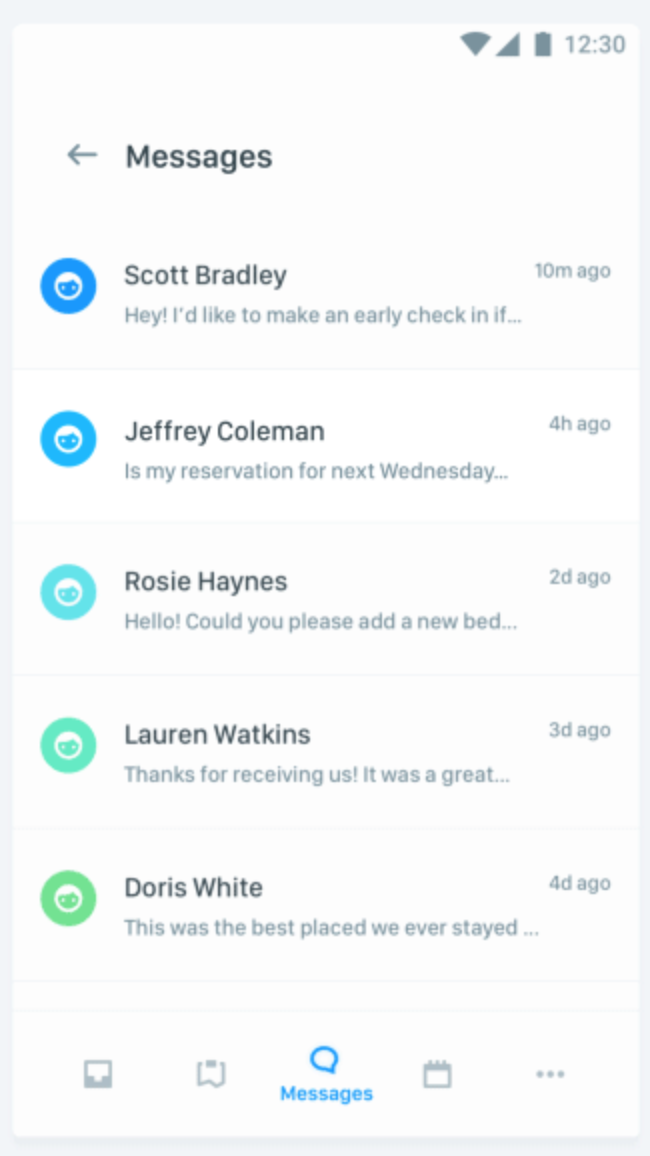 12:30
Messages
Scott Bradley
10m ago
Hey! I'd like to make an early check in if...
Jeffrey Coleman
4h ago
Is my reservation for next Wednesday...
Rosie Haynes
2d ago
Hello! Could you please add a new bed...
Lauren Watkins
3d ago
Thanks for receiving us! It was a great...
Doris White
4d ago
This was the best placed we ever stayed ...
Messages